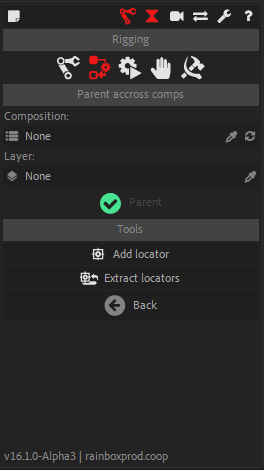 ?
Rigging
Parent accross comps
Composition:
None
Layer:
None
Parent
Tools
Add locator
Extract locators
Back
v16.1.0-Alpha3 | rainboxprod.coop